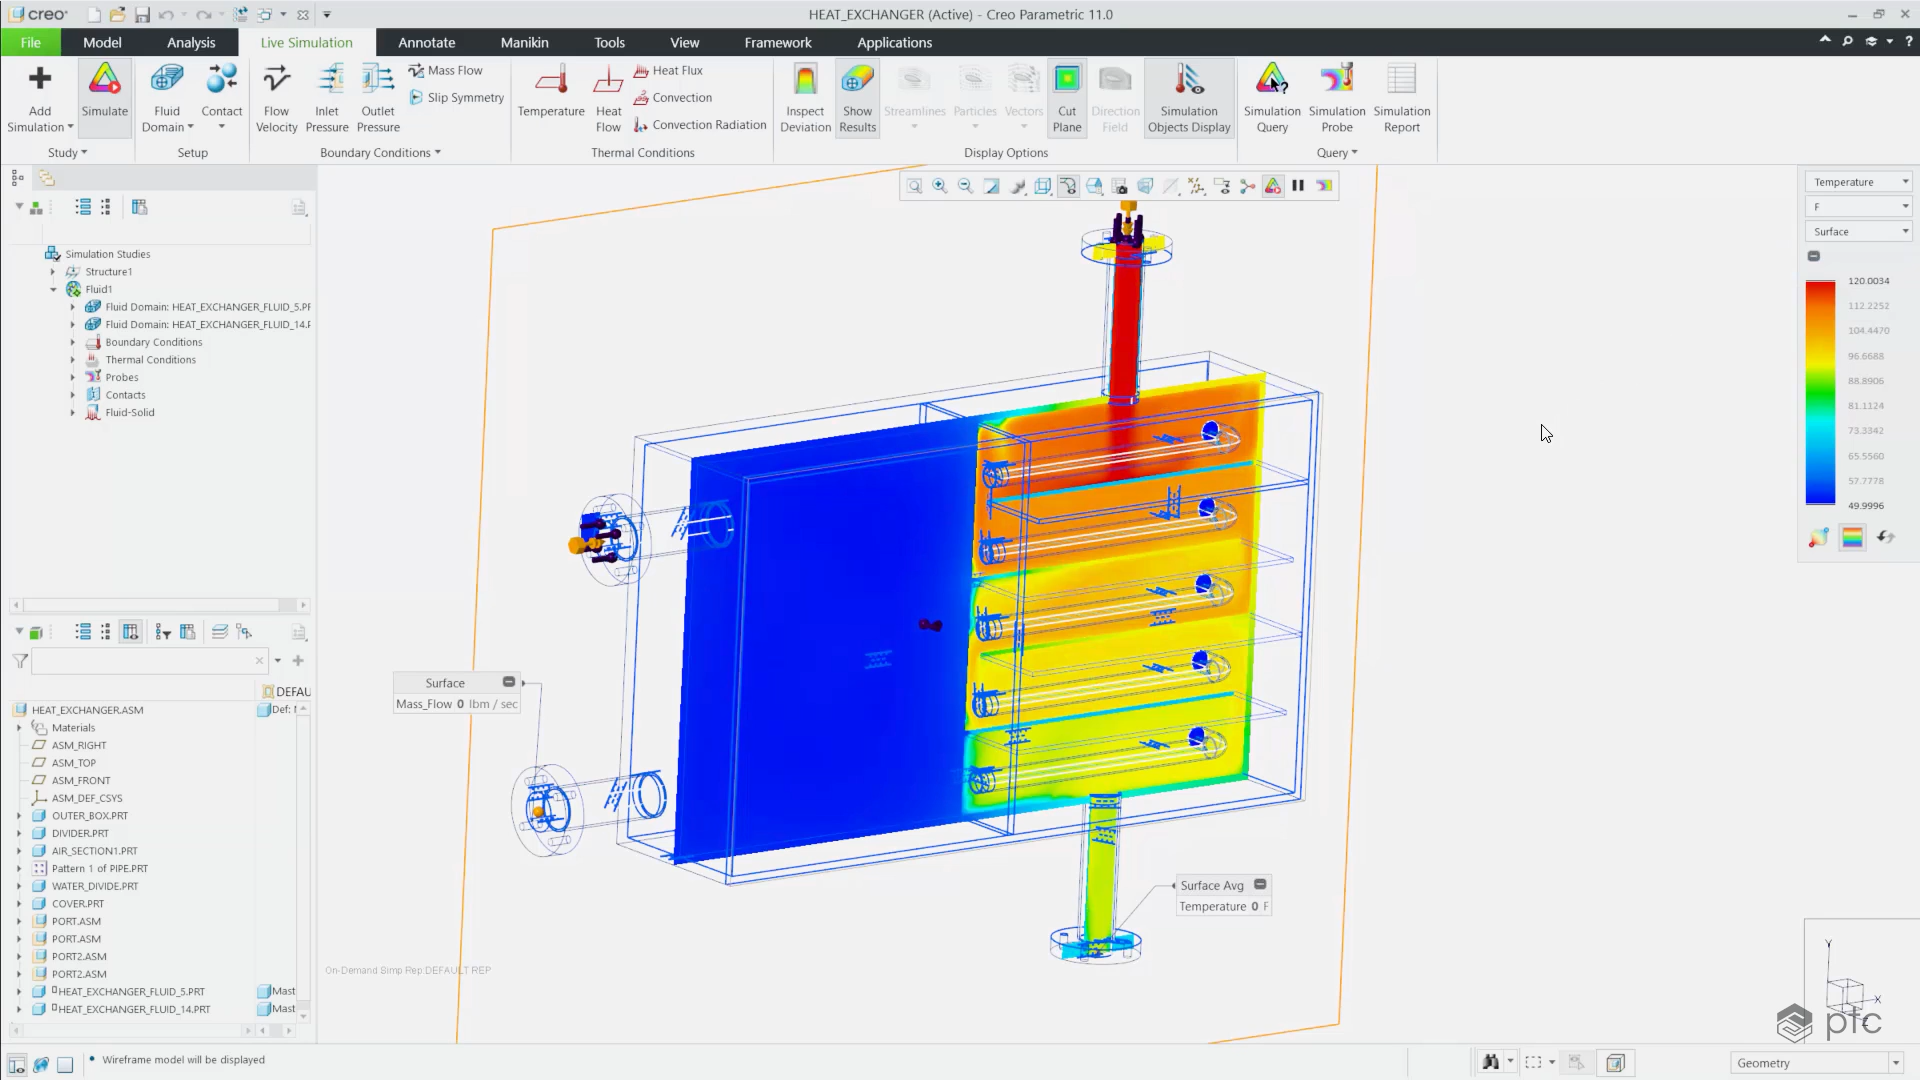 creo
HEAT_EXCHANGER (Active) - Creo Parametric 11.0
File
Model
Analysis
Live Simulation
Annotate
Manikin
Tools
View
Framework
Applications
Add Simulation
Simulate
Fluid Domain
Contact
Flow Velocity
Inlet Pressure
Outlet Pressure
Mass Flow
Slip Symmetry
Temperature
Heat Flow
Heat Flux
Convection
Convection Radiation
Inspect Deviation
Show Results
Streamlines
Particles
Vectors
Cut Plane
Direction Field
Simulation Objects Display
Simulation Query
Simulation Probe
Simulation Report
Study
Setup
Boundary Conditions
Thermal Conditions
Display Options
Query
Simulation Studies
Structure1
Fluid1
Fluid Domain: HEAT_EXCHANGER_FLUID_5.PF
Fluid Domain: HEAT_EXCHANGER_FLUID_14.F
Boundary Conditions
Thermal Conditions
Probes
Contacts
Fluid-Solid
DEFAU
HEAT_EXCHANGER.ASM
Def:
Materials
ASM_RIGHT
ASM_TOP
ASM_FRONT
ASM_DEF_CSYS
OUTER_BOX.PRT
DIVIDER.PRT
AIR_SECTION1.PRT
Pattern 1 of PIPE.PRT
WATER_DIVIDE.PRT
COVER.PRT
PORT.ASM
PORT.ASM
PORT2.ASM
PORT2.ASM
HEAT_EXCHANGER_FLUID_5.PRT
Mast
HEAT_EXCHANGER_FLUID_14.PRT
Mast
Wireframe model will be displayed
Surface
Mass_Flow 0 lbm / sec
Surface Avg
Temperature 0 F
On-Demand Simp Rep:DEFAULT REP
Temperature
F
Surface
120.0034
112.2252
104.4470
96.6688
88.8906
81.1124
73.3342
65.5560
57.7778
49.9996
Y
X
Z
ptc
Geometry